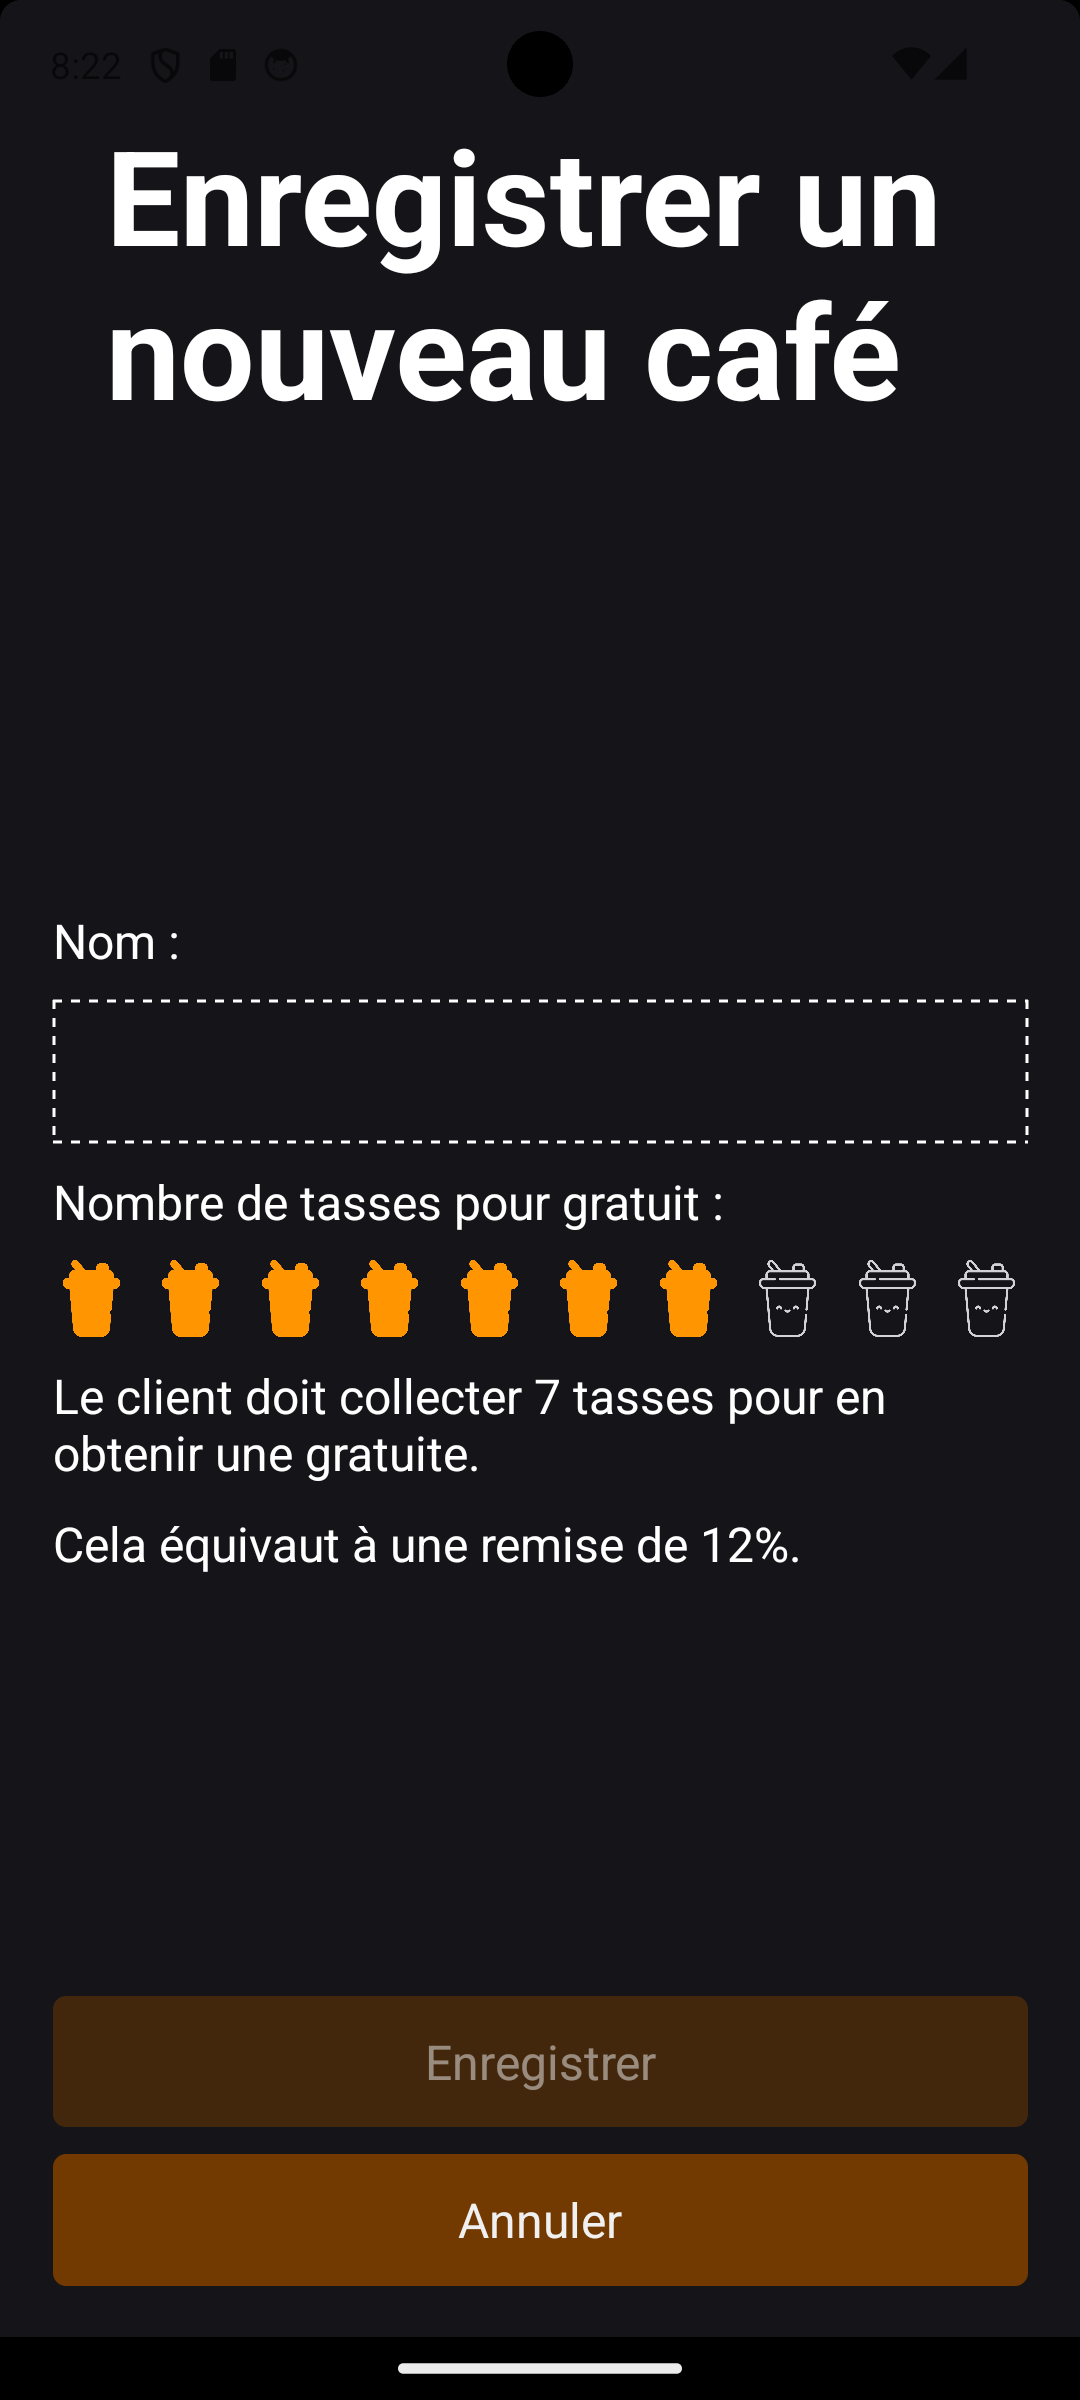 8:22
Enregistrer un
nouveau café
Nom :
Nombre de tasses pour gratuit :
Le client doit collecter 7 tasses pour en
obtenir une gratuite.
Cela équivaut à une remise de 12%.
Enregistrer
Annuler